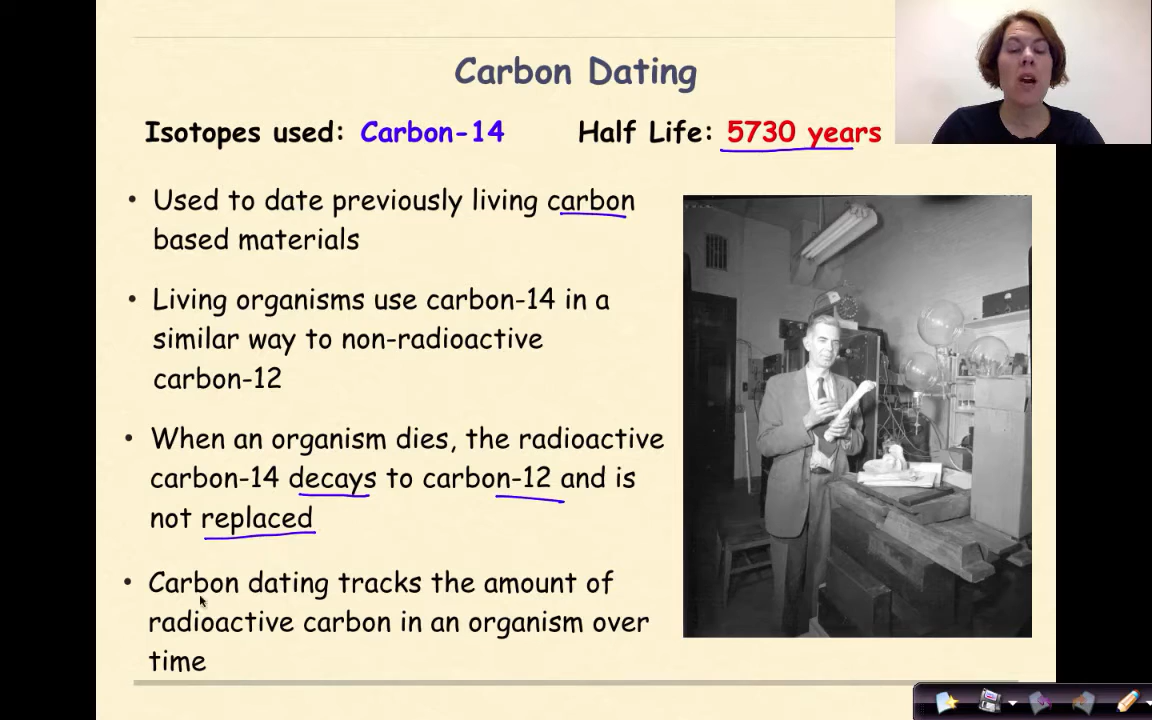 Carbon Dating
Isotopes used: Carbon-14 Half Life: 5730 years
• Used to date previously living carbon
based materials
• Living organisms use carbon-14 in a
similar way to non-radioactive
carbon-12
• When an organism dies, the radioactive
carbon-14 decays to carbon-12 and is
not replaced
• Carbon dating tracks the amount of
radioactive carbon in an organism over
time